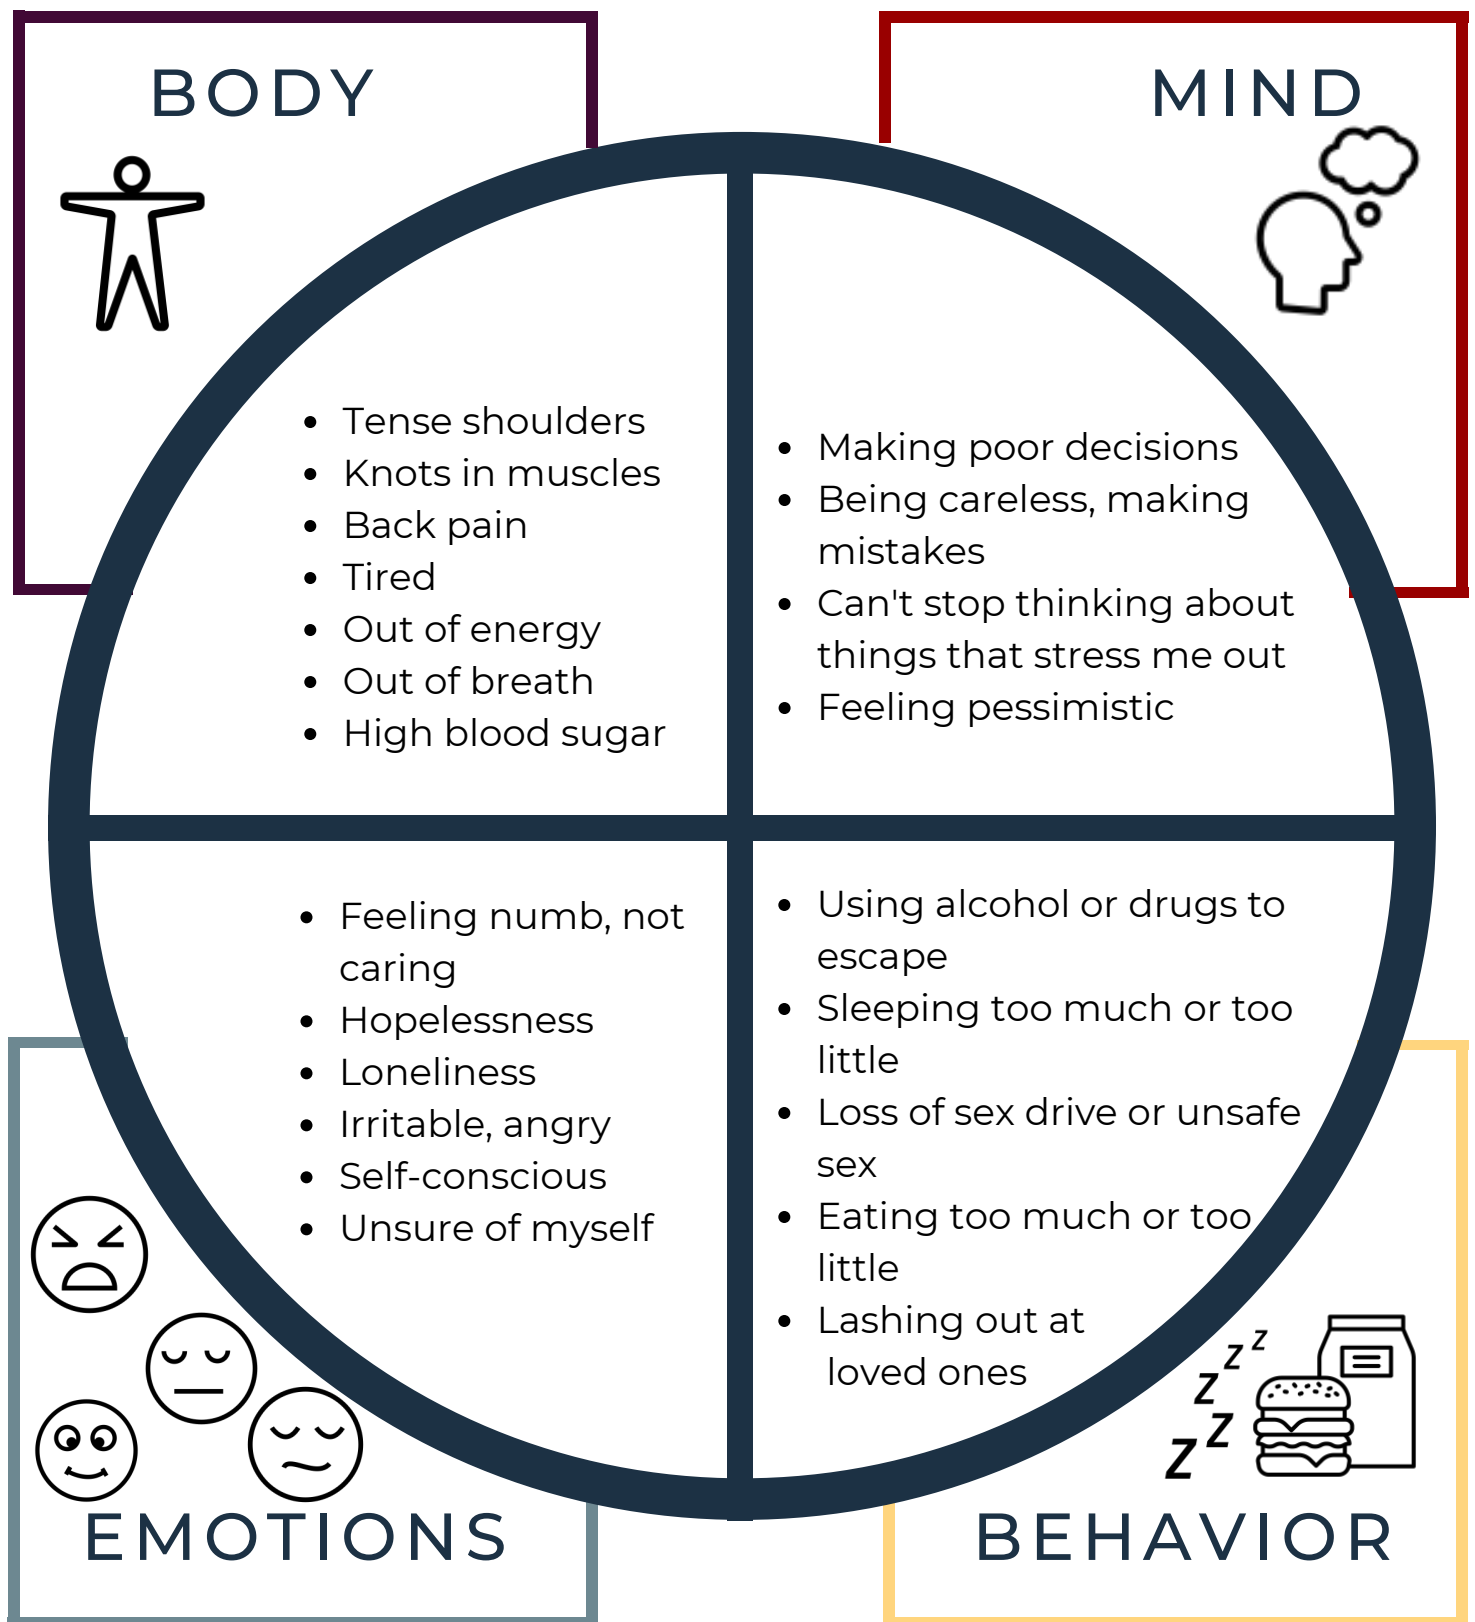 BODY
• Tense shoulders
• Knots in muscles
• Back pain
• Tired
• Out of energy
• Out of breath
• High blood sugar
MIND
• Making poor decisions
• Being careless, making
mistakes
• Can't stop thinking about
things that stress me out
• Feeling pessimistic
• Feeling numb, not
caring
• Hopelessness
• Loneliness
• Irritable, angry
• Self-conscious
• Unsure of myself
EMOTIONS
• Using alcohol or drugs to
escape
• Sleeping too much or too
little
• Loss of sex drive or unsafe
sex
• Eating too much or too
little
• Lashing out at
loved ones
z
z
z
z
z
BEHAVIOR